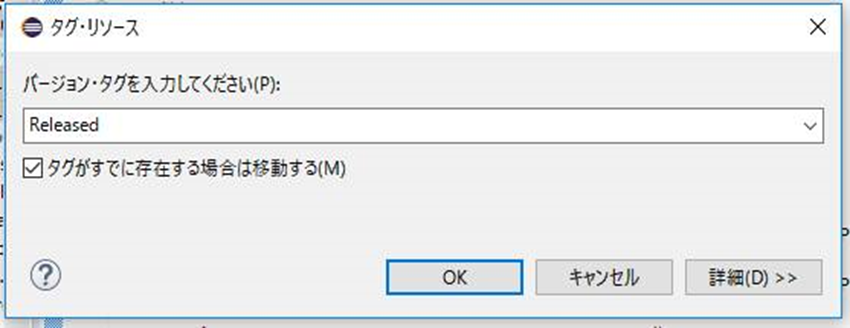 タグ・リソース
バージョン・タグを入力してください(P):
Released
タグがすでに存在する場合は移動する(M)
OK
キャンセル
詳細(D) >>